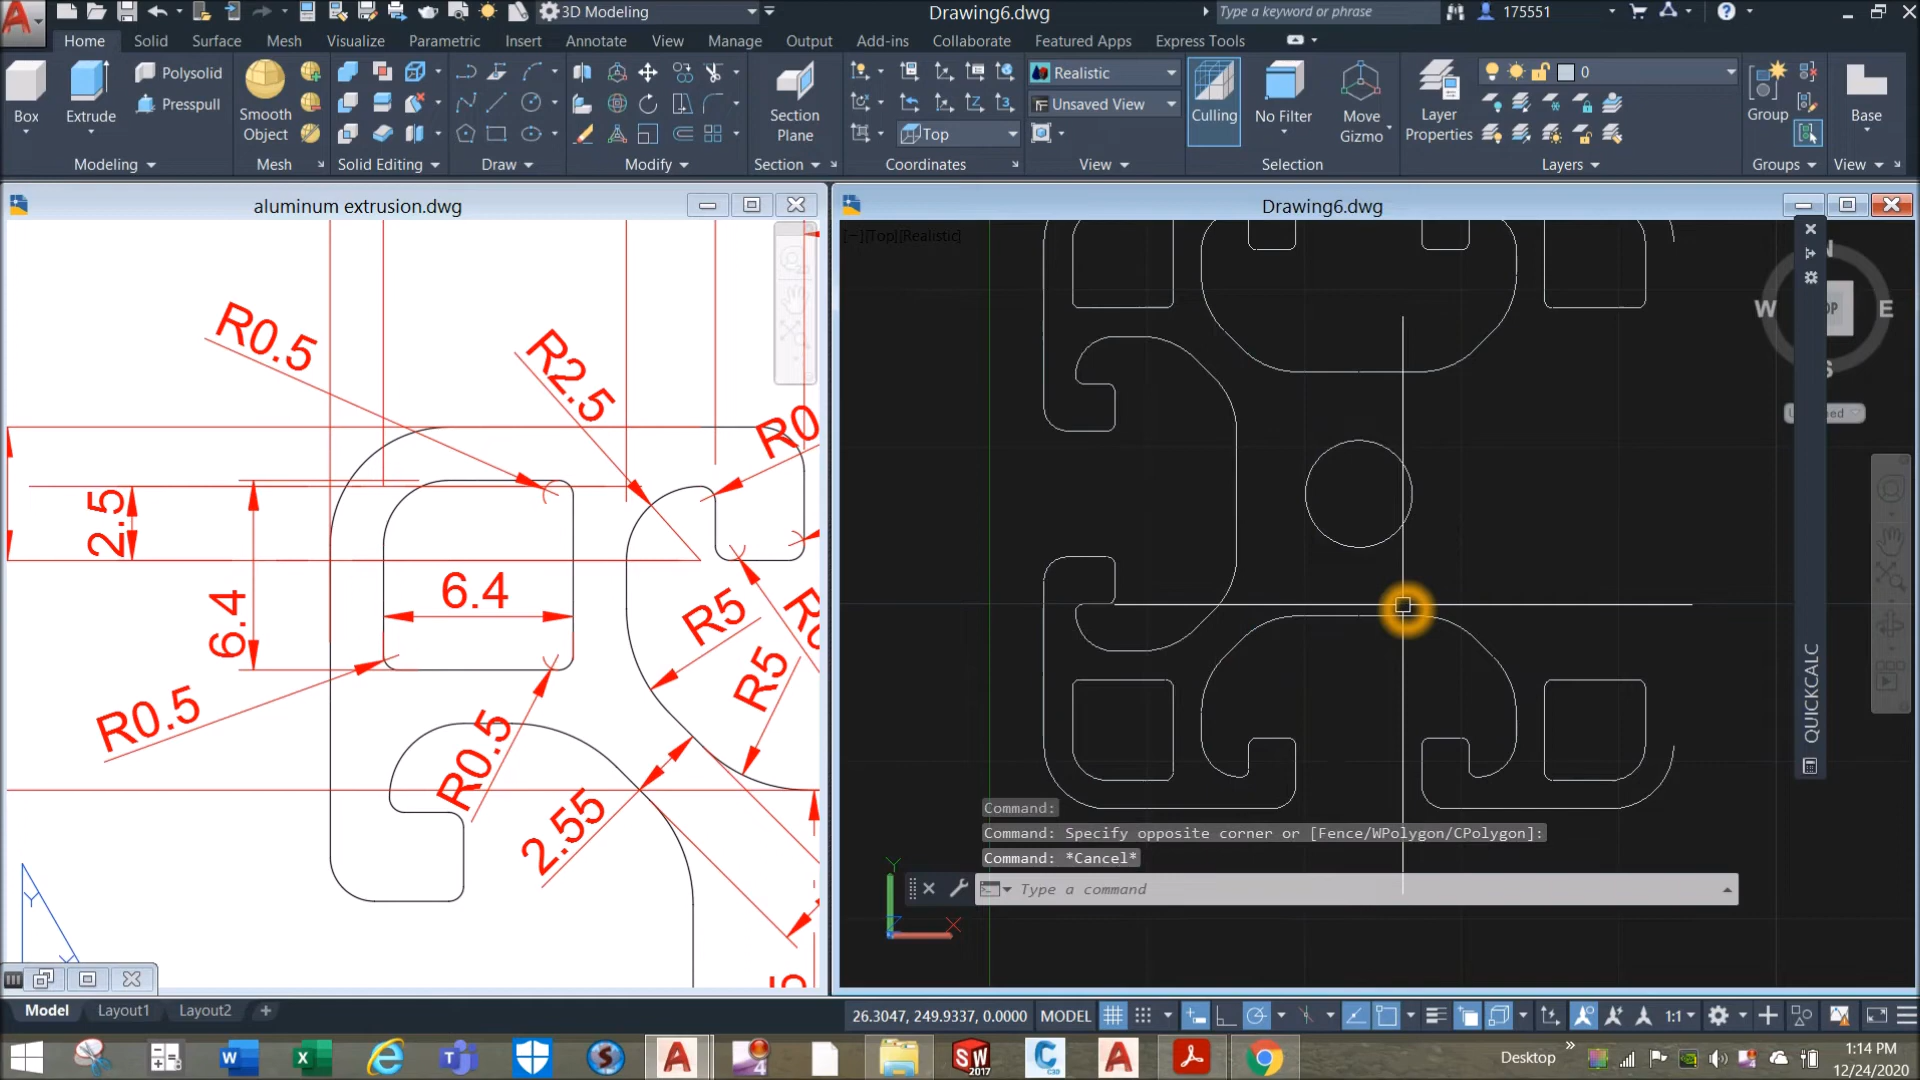 3D Modeling
Drawing6.dwg
Type a keyword or phrase
175551
Home
Solid
Surface
Mesh
Visualize
Parametric
Insert
Annotate
View
Manage
Output
Add-ins
Collaborate
Featured Apps
Express Tools
Box
Extrude
Polysolid
Presspull
Smooth
Object
Section
Plane
Top
Realistic
Unsaved View
Culling
No Filter
Move
Gizmo
Layer
Properties
0
Group
Base
Modeling
Mesh
Solid Editing
Draw
Modify
Section
Coordinates
View
Selection
Layers
Groups
View
aluminum extrusion.dwg
Drawing6.dwg
[−][Top][Realistic]
R0.5
R2.5
2.5
6.4
6.4
R5
R5
R0.5
R0.5
2.55
N
W
E
S
QUICKCALC
Command:
Command: Specify opposite corner or [Fence/WPolygon/CPolygon]:
Command: *Cancel*
Type a command
Y
X
Model
Layout1
Layout2
26.3047, 249.9337, 0.0000
MODEL
1:1
Desktop
1:14 PM
12/24/2020